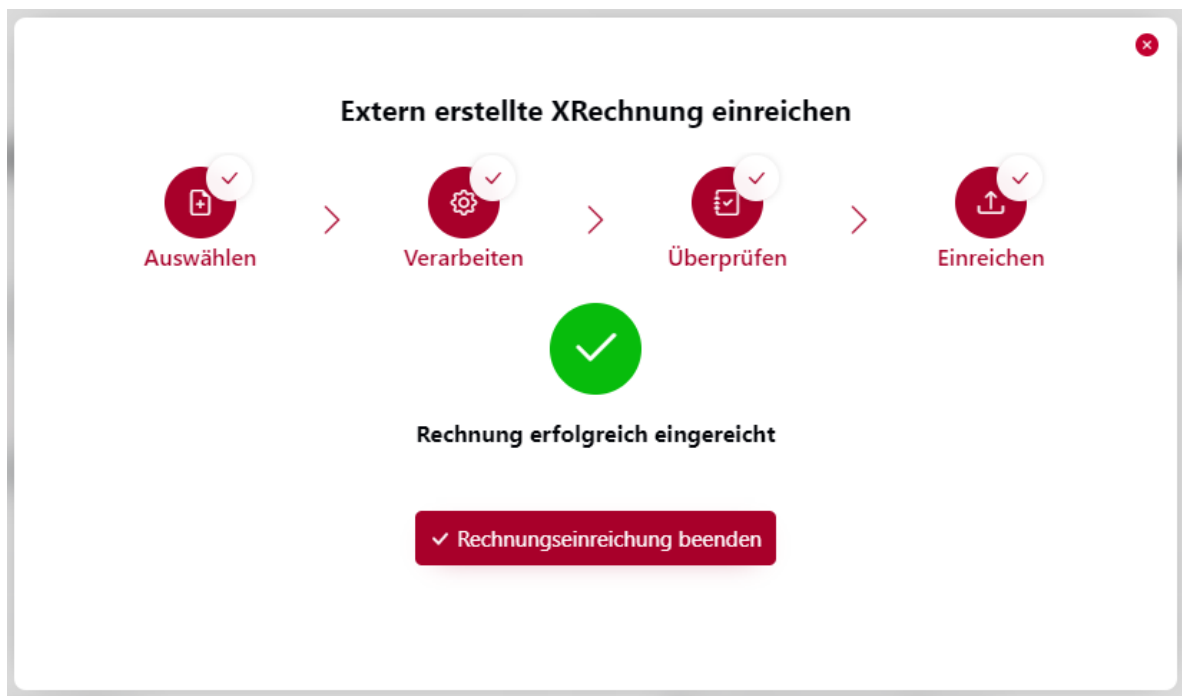 Extern erstellte XRechnung einreichen
Auswählen
Verarbeiten
Überprüfen
Einreichen
Rechnung erfolgreich eingereicht
Rechnungseinreichung beenden